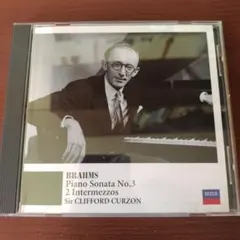 BRAHMS
Piano Sonata No.3
2 Intermezzos
Sir CLIFFORD CURZON
DECCA